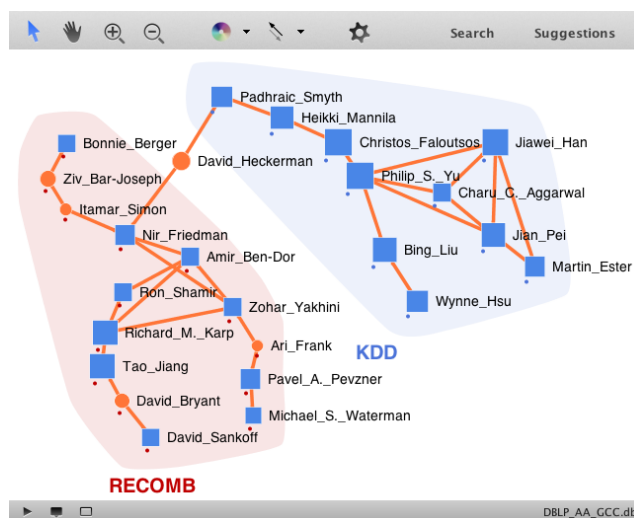 Search Suggestions
Padhraic_Smyth
Heikki_Mannila
Bonnie_Berger
Christos_Faloutsos
Jiawei_Han
David_Heckerman
Ziv_Bar-Joseph
Philip_S._Yu
Charu_C._Aggarwal
Itamar_Simon
Nir_Friedman
Jian_Pei
Amir_Ben-Dor
Bing_Liu
Martin_Ester
Ron_Shamir
Zohar_Yakhini
Wynne_Hsu
Richard_M._Karp
Ari_Frank
KDD
Tao_Jiang
Pavel_A._Pevzner
David_Bryant
Michael_S._Waterman
David_Sankoff
RECOMB
DBLP_AA_GCC.db